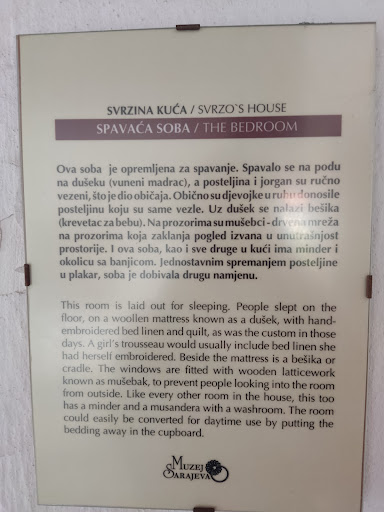 SVRZINA KUĆA / SVRZO`S HOUSE
SPAVAĆA SOBA / THE BEDROOM
Ova soba je opremljena za spavanje. Spavalo se na podu
na dušeku (vuneni madrac), a posteljina i jorgan su ručno
vezeni, što je dio običaja. Obično su djevojke u ruhu donosile
posteljinu koju su same vezle. Uz dušek se nalazi bešika
(krevetac za bebu). Na prozorima su mušebci - drvena mreža
na prozorima koja zaklanja pogled izvana u unutrašnjost
prostorije. I ova soba, kao i sve druge u kući ima minder i
okolicu sa banjicom. Jednostavnim spremanjem posteljine
u plakar, soba je dobivala drugu namjenu.
This room is laid out for sleeping. People slept on the
floor, on a woollen mattress known as a dušek, with hand-
embroidered bed linen and quilt, as was the custom in those
days. A girl's trousseau would usually include bed linen she
had herself embroidered. Beside the mattress is a bešika or
cradle. The windows are fitted with wooden latticework
known as mušebak, to prevent people looking into the room
from outside. Like every other room in the house, this too
has a minder and a musandera with a washroom. The room
could easily be converted for daytime use by putting the
bedding away in the cupboard.
Muzej
Sarajeva